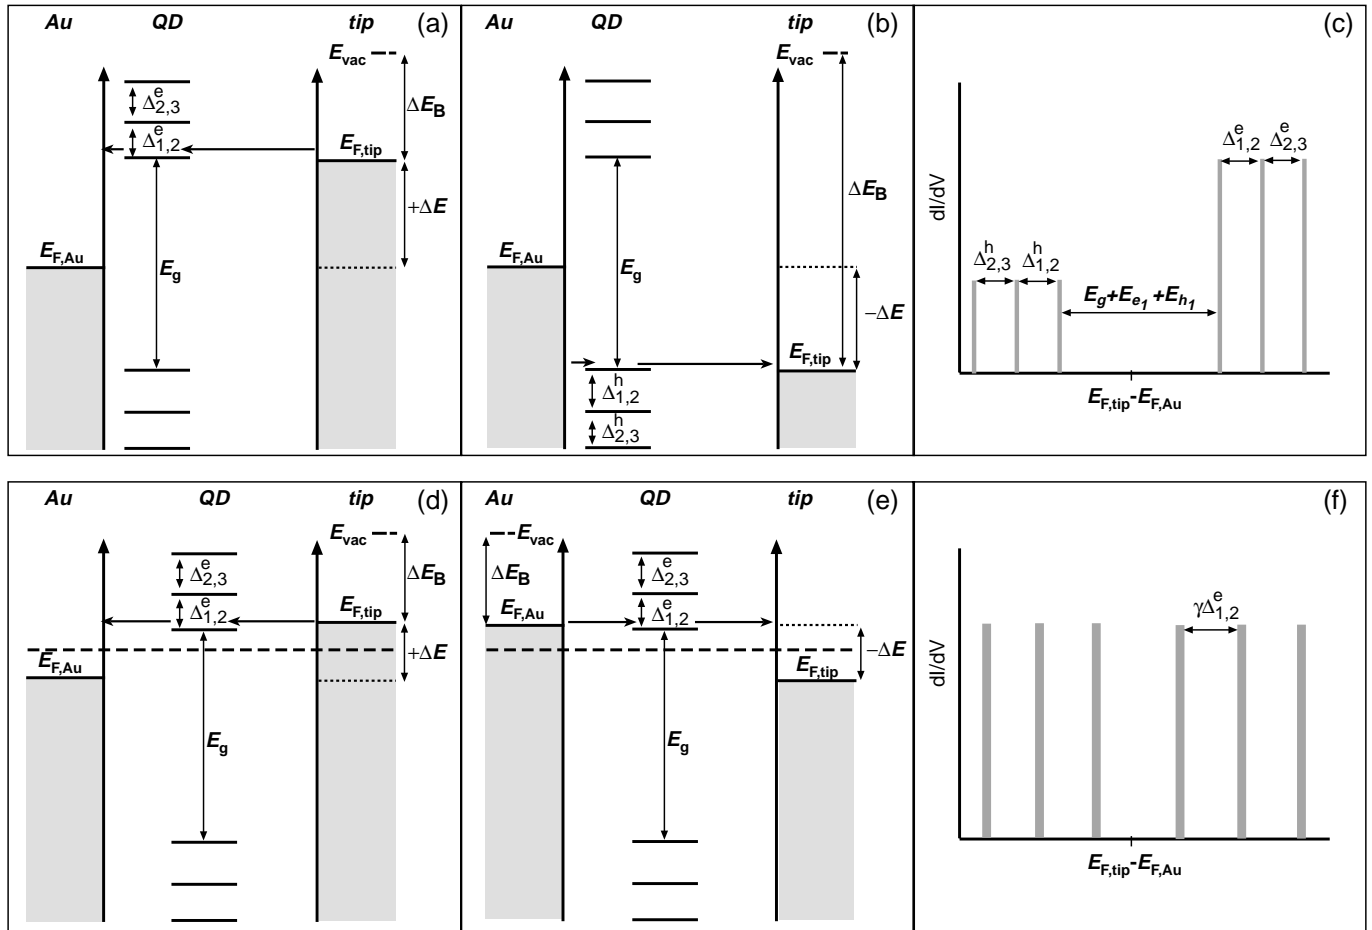 Au QD tip (a)
E_vac
Δ^e_2,3
ΔE_B
Δ^e_1,2
E_F,tip
+ΔE
E_F,Au
E_g
Au QD tip (b)
E_vac
ΔE_B
E_F,Au
E_g
−ΔE
E_F,tip
Δ^h_1,2
Δ^h_2,3
(c)
Δ^e_1,2 Δ^e_2,3
dI/dV
Δ^h_2,3 Δ^h_1,2
E_g+E_e_1+E_h_1
E_F,tip-E_F,Au
Au QD tip (d)
E_vac
Δ^e_2,3
ΔE_B
Δ^e_1,2
E_F,tip
+ΔE
E_F,Au
E_g
Au QD tip (e)
E_vac
Δ^e_2,3
ΔE_B
E_F,Au
Δ^e_1,2
−ΔE
E_F,tip
E_g
(f)
γΔ^e_1,2
dI/dV
E_F,tip-E_F,Au